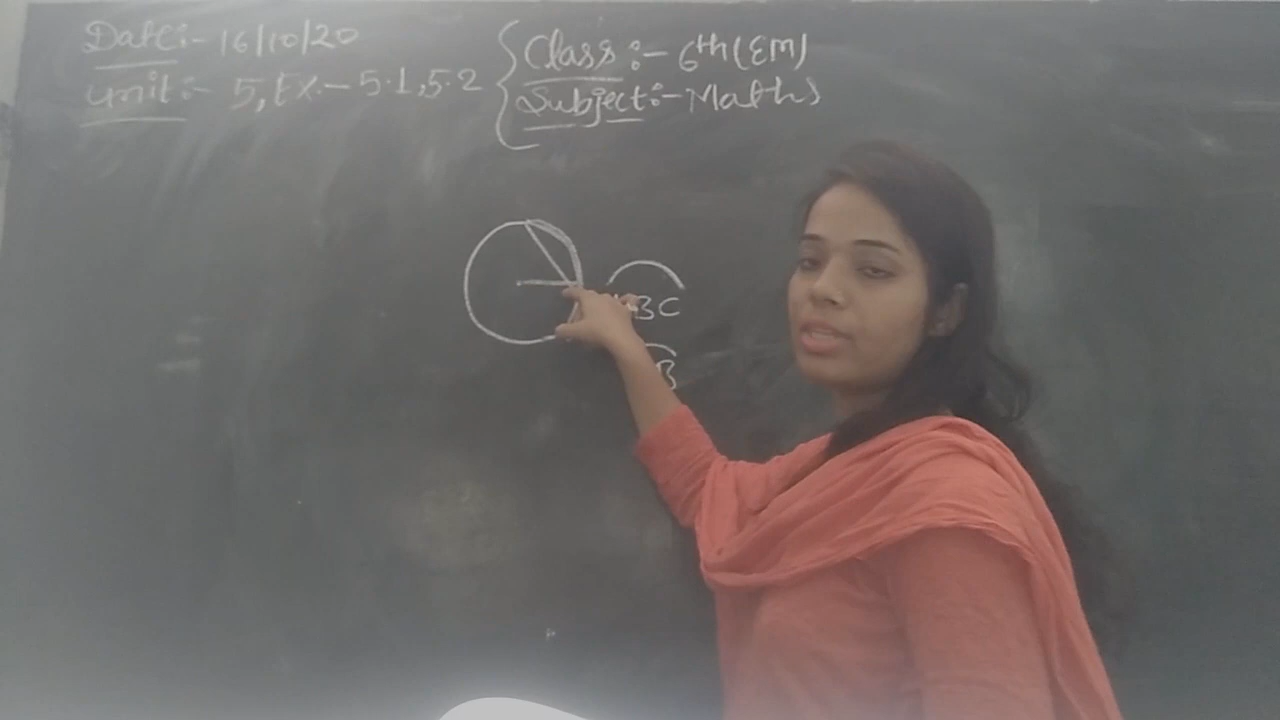 Date:- 16/10/20
Unit:- 5, Ex.- 5.1, 5.2
Class:- 6th (EM)
Subject:- Maths
BC
B